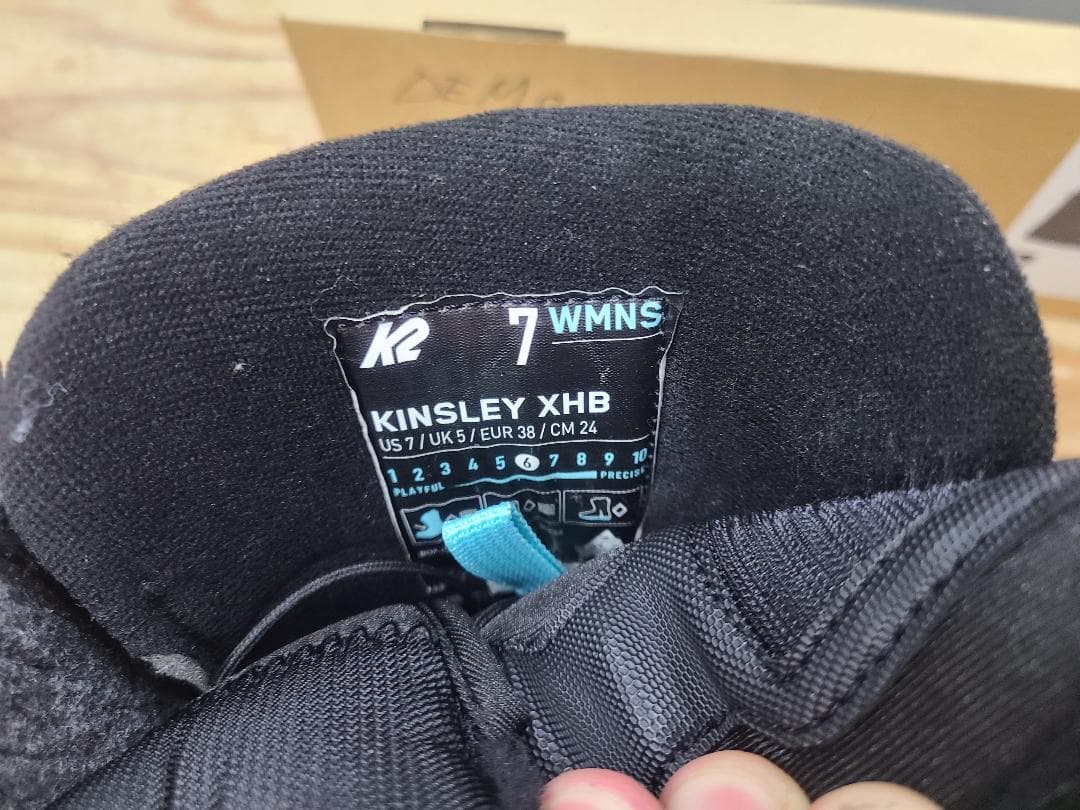 DEMO
K2
7 WMNS
KINSLEY XHB
US 7 / UK 5 / EUR 38 / CM 24
1 2 3 4 5 6 7 8 9 10
PLAYFUL PRECISE